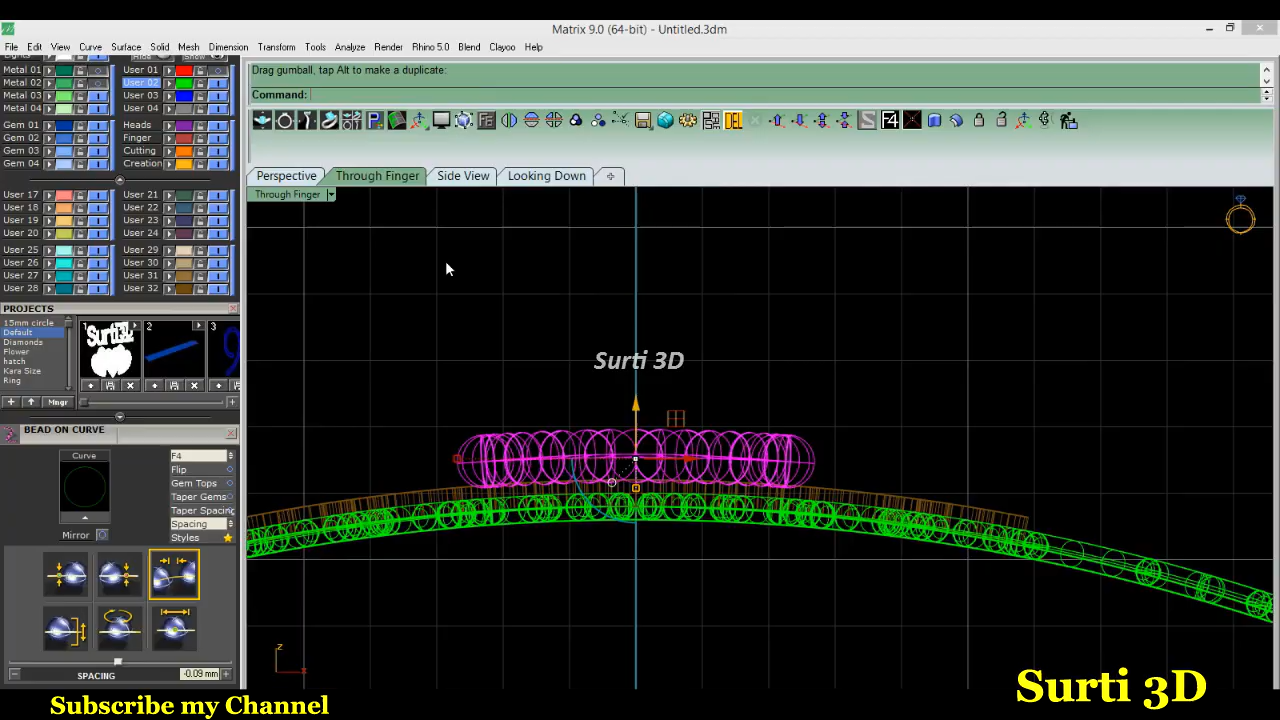 Matrix 9.0 (64-bit) - Untitled.3dm
File Edit View Curve Surface Solid Mesh Dimension Transform Tools Analyze Render Rhino 5.0 Blend Clayoo Help
Hide Show
Drag gumball, tap Alt to make a duplicate:
Command:
Metal 01 User 01
Metal 02 User 02
Metal 03 User 03
Metal 04 User 04
Gem 01 Heads
Gem 02 Finger
Gem 03 Cutting
Gem 04 Creation
User 17 User 21
User 18 User 22
User 19 User 23
User 20 User 24
User 25 User 29
User 26 User 30
User 27 User 31
User 28 User 32
Perspective Through Finger Side View Looking Down
Through Finger
PROJECTS
15mm circle
Default
Diamonds
Flower
hatch
Kara Size
Ring
1 2 3
Surti3D
Mngr
BEAD ON CURVE
Curve
Mirror
F4
Flip
Gem Tops
Taper Gems
Taper Spacing
Spacing
Styles
SPACING -0.09 mm
F4
Surti 3D
z
x
Surti 3D
Subscribe my Channel